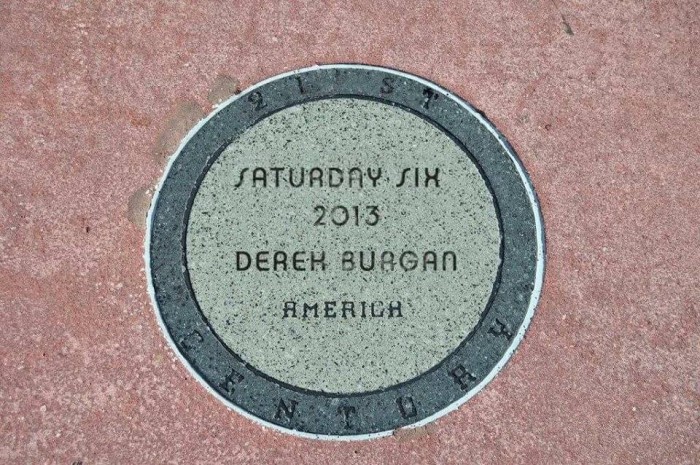 21ST
SATURDAY SIX
2013
DEREK BURGAN
AMERICA
CENTURY